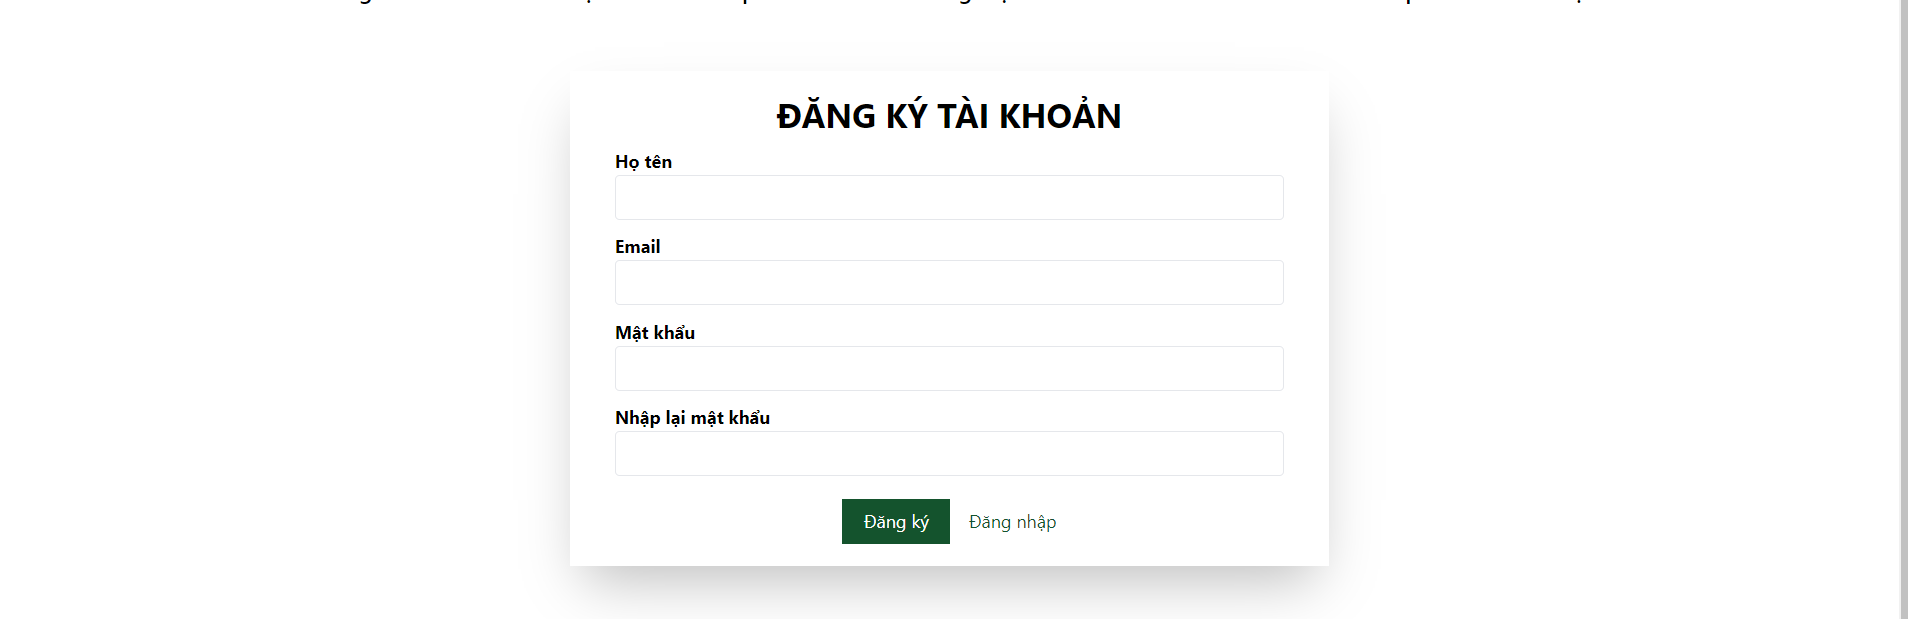 ĐĂNG KÝ TÀI KHOẢN
Họ tên
Email
Mật khẩu
Nhập lại mật khẩu
Đăng ký Đăng nhập